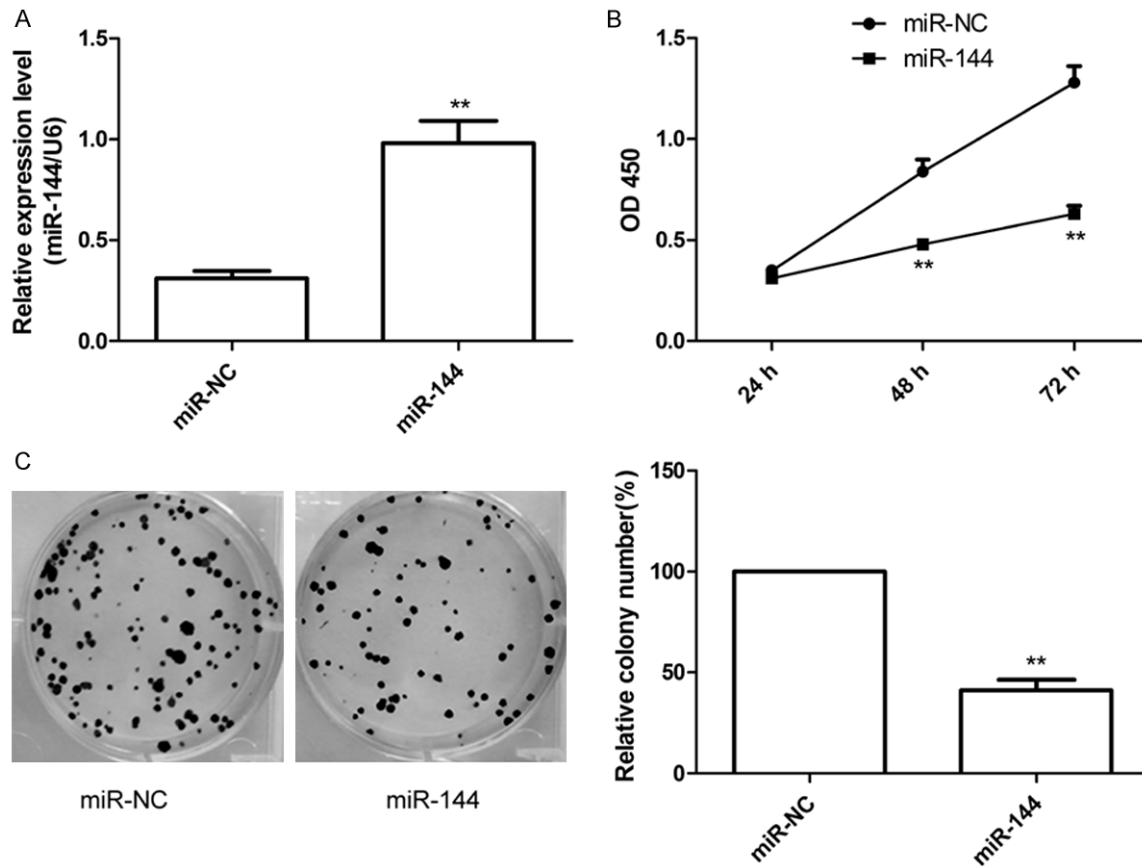 A
Relative expression level
(miR-144/U6)
1.5
1.0
0.5
0.0
**
miR-NC
miR-144
B
OD 450
1.5
1.0
0.5
0.0
miR-NC
miR-144
**
**
24 h
48 h
72 h
C
miR-NC
miR-144
Relative colony number(%)
150
100
50
0
**
miR-NC
miR-144